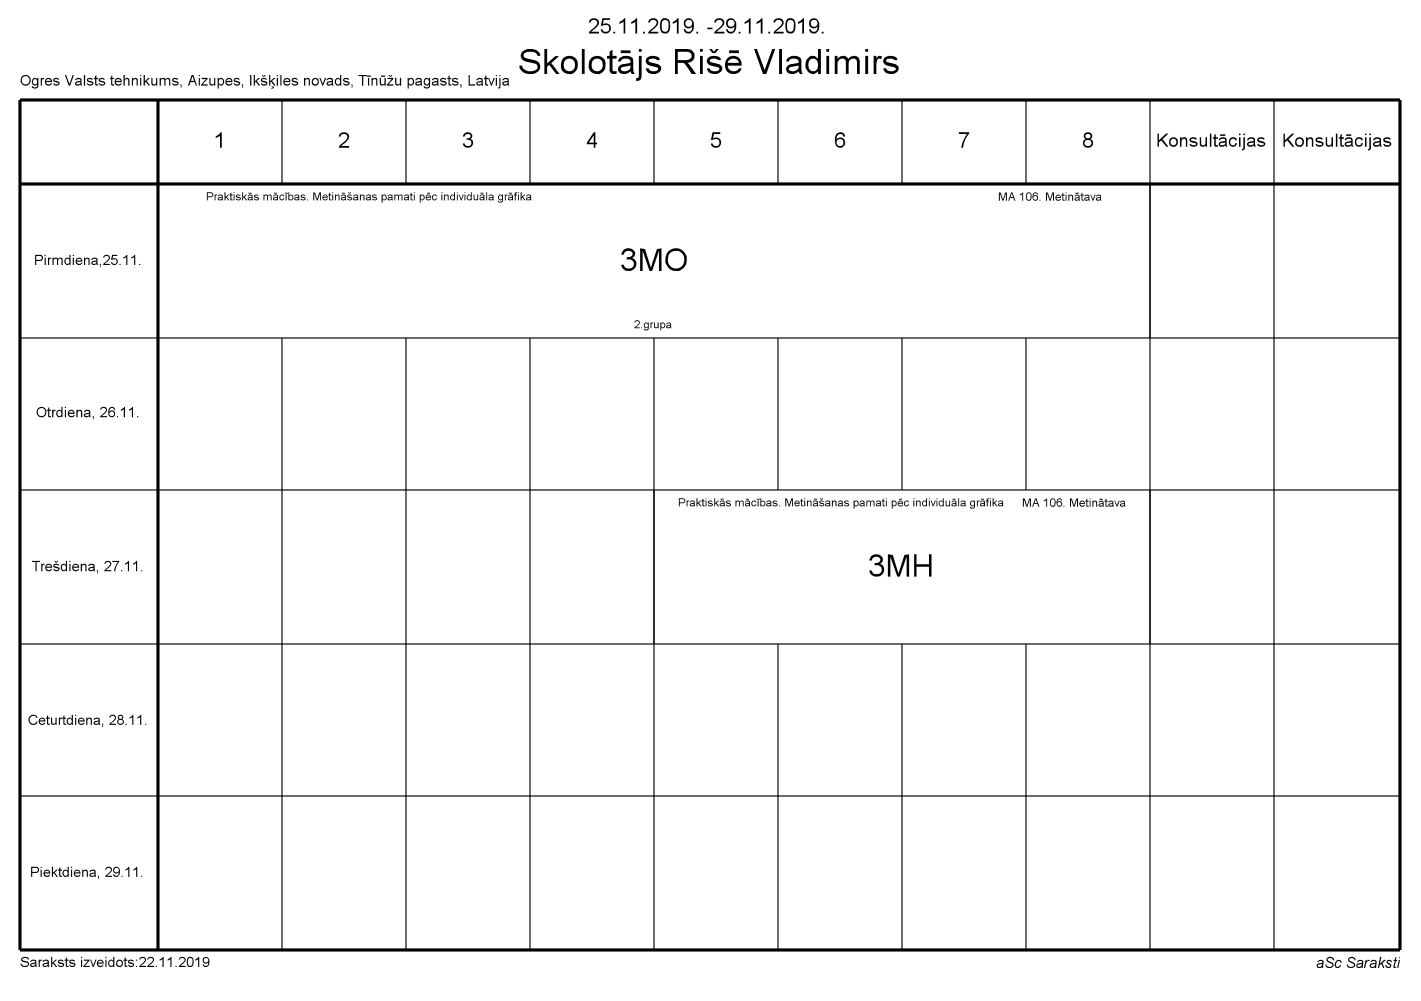 25.11.2019. -29.11.2019.
Skolotājs Rišē Vladimirs
Ogres Valsts tehnikums, Aizupes, Ikšķiles novads, Tīnūžu pagasts, Latvija
1 2 3 4 5 6 7 8 Konsultācijas Konsultācijas
Praktiskās mācības. Metināšanas pamati pēc individuāla grāfika MA 106. Metinātava
Pirmdiena,25.11. 3MO
2.grupa
Otrdiena, 26.11.
Praktiskās mācības. Metināšanas pamati pēc individuāla grāfika MA 106. Metinātava
Trešdiena, 27.11. 3MH
Ceturtdiena, 28.11.
Piektdiena, 29.11.
Saraksts izveidots:22.11.2019 aSc Saraksti